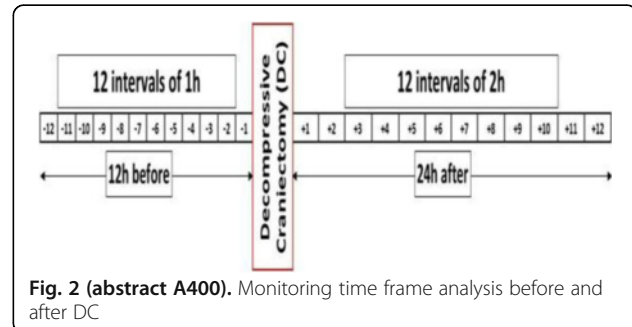 12 intervals of 1h
12 intervals of 2h
Decompressive
Craniectomy (DC)
-12 -11 -10 -9 -8 -7 -6 -5 -4 -3 -2 -1
+1 +2 +3 +4 +5 +6 +7 +8 +9 +10 +11 +12
12h before
24h after
Fig. 2 (abstract A400). Monitoring time frame analysis before and
after DC